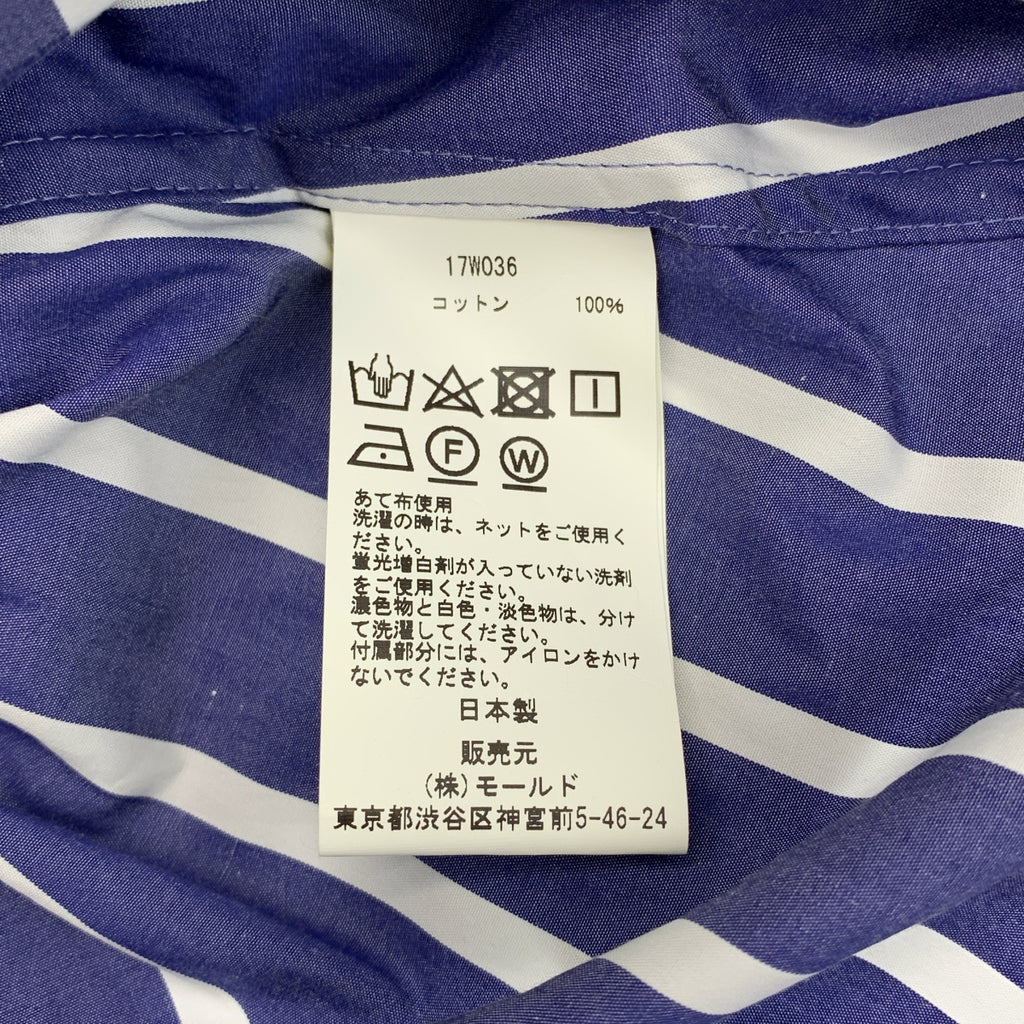 17W036
コットン 100%
F W
あて布使用
洗濯の時は、ネットをご使用く
ださい。
蛍光増白剤が入っていない洗剤
をご使用ください。
濃色物と白色・淡色物は、分け
て洗濯してください。
付属部分には、アイロンをかけ
ないでください。
日本製
販売元
(株)モールド
東京都渋谷区神宮前5-46-24